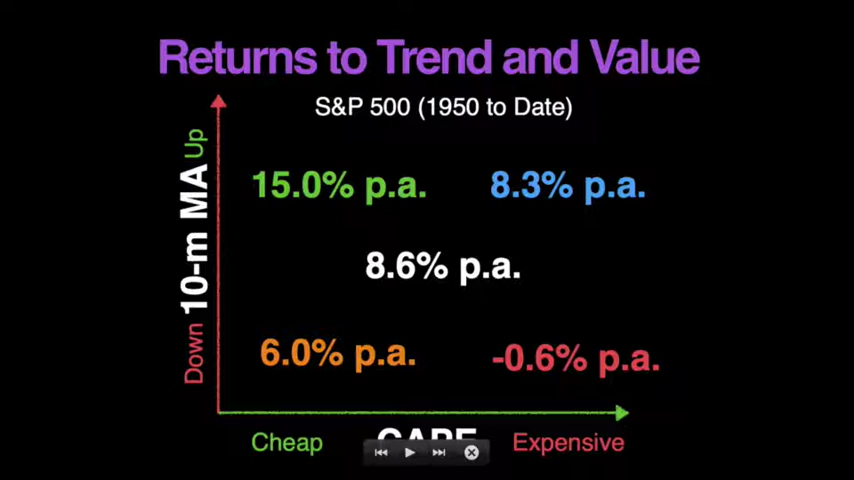 Returns to Trend and Value
S&P 500 (1950 to Date)
Up
10-m MA
Down
15.0% p.a.
8.3% p.a.
8.6% p.a.
6.0% p.a.
-0.6% p.a.
Cheap
CAPE
Expensive